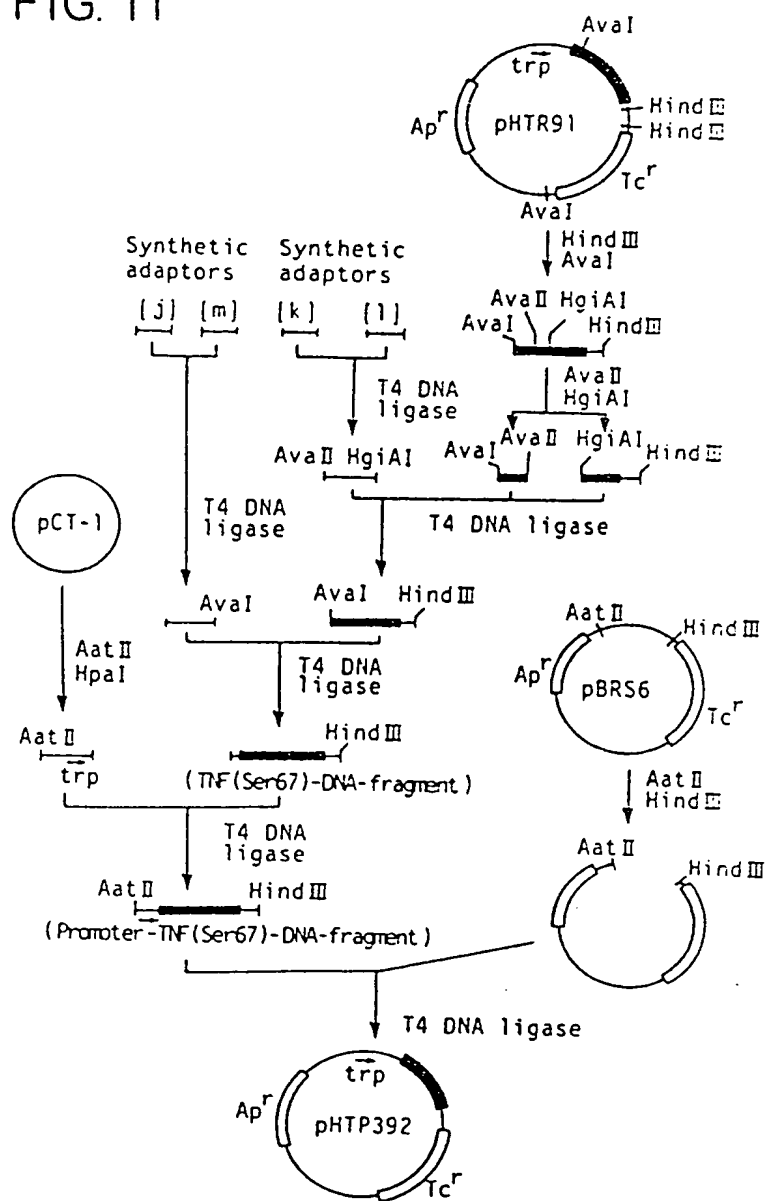 FIG. 11
AvaI
trp
HindⅢ
HindⅢ
Apr
pHTR91
Tcr
AvaI
HindⅢ
AvaI
Synthetic
adaptors
Synthetic
adaptors
[j]
[m]
[k]
[l]
AvaⅡ HgiAI
AvaI
HindⅢ
AvaⅡ
HgiAI
T4 DNA
ligase
AvaⅡ HgiAI
AvaI
AvaⅡ
HgiAI
HindⅢ
pCT-1
T4 DNA
ligase
T4 DNA ligase
AvaI
AvaI
HindⅢ
AatⅡ
HindⅢ
AatⅡ
HpaI
T4 DNA
ligase
Apr
pBRS6
Tcr
AatⅡ
trp
HindⅢ
(TNF(Ser67)-DNA-fragment)
AatⅡ
HindⅢ
T4 DNA
ligase
AatⅡ
HindⅢ
AatⅡ
HindⅢ
(Promoter-TNF(Ser67)-DNA-fragment)
T4 DNA ligase
trp
Apr
pHTP392
Tcr